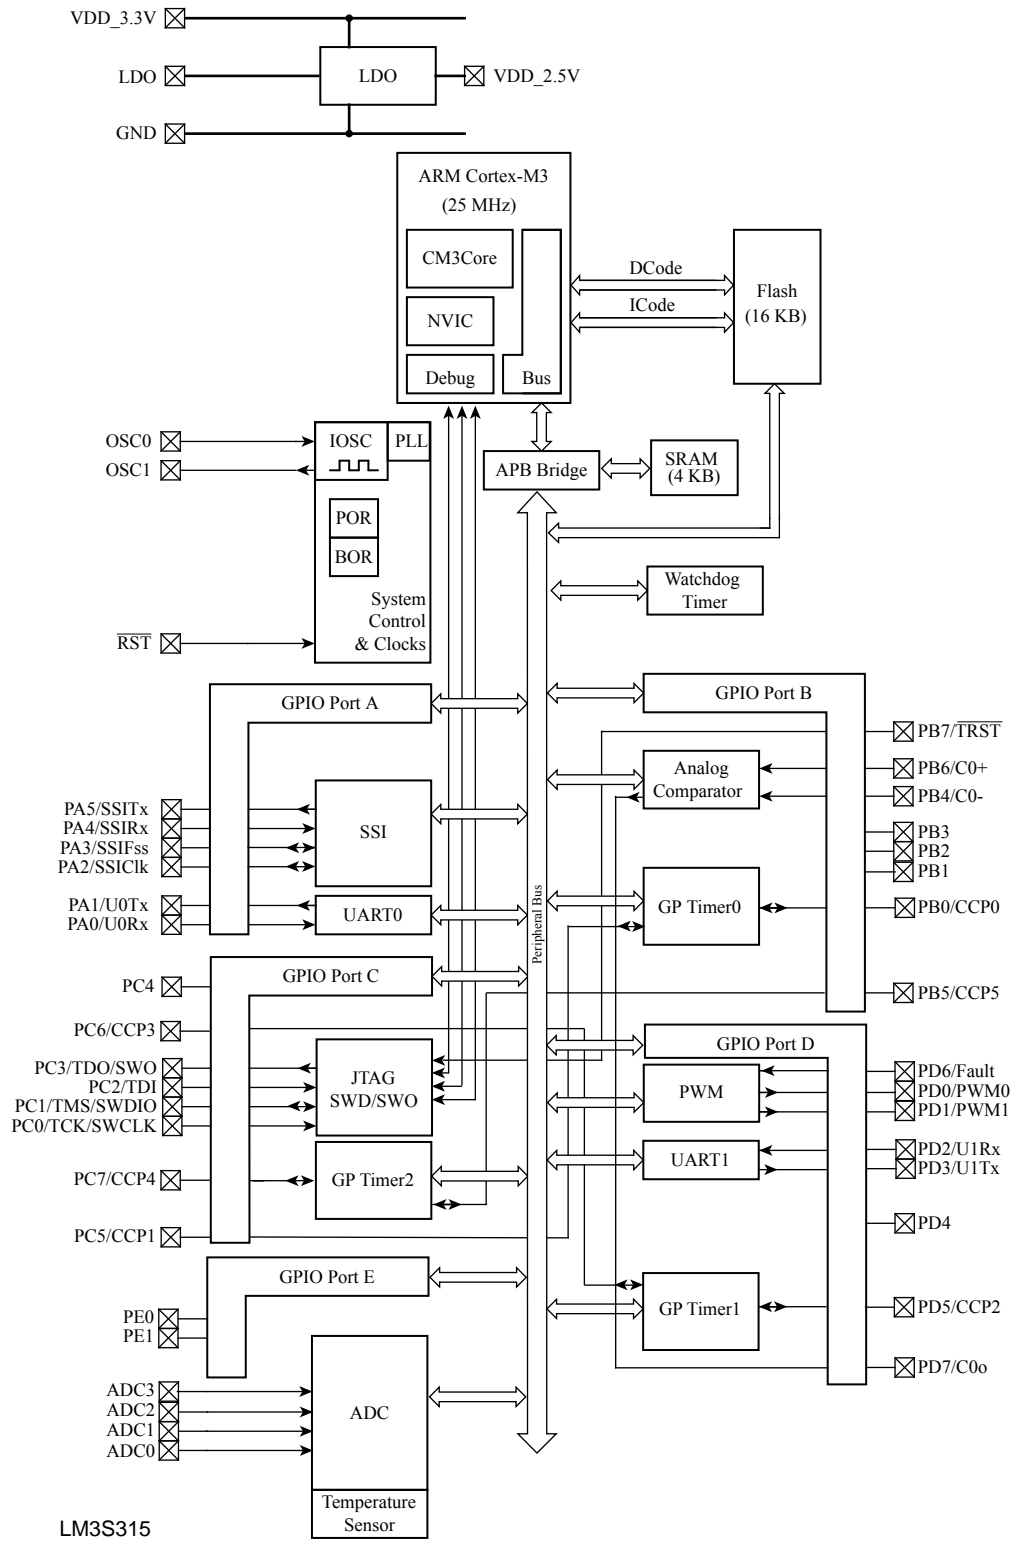 VDD_3.3V
LDO
LDO
VDD_2.5V
GND
ARM Cortex-M3
(25 MHz)
CM3Core
NVIC
Debug
Bus
DCode
ICode
Flash
(16 KB)
OSC0
OSC1
IOSC
PLL
POR
BOR
System
Control
& Clocks
RST
APB Bridge
SRAM
(4 KB)
Watchdog
Timer
Peripheral Bus
GPIO Port A
PA5/SSITx
PA4/SSIRx
PA3/SSIFss
PA2/SSIClk
SSI
PA1/U0Tx
PA0/U0Rx
UART0
GPIO Port B
PB7/TRST
Analog
Comparator
PB6/C0+
PB4/C0-
PB3
PB2
PB1
GP Timer0
PB0/CCP0
PB5/CCP5
GPIO Port C
PC4
PC6/CCP3
PC3/TDO/SWO
PC2/TDI
PC1/TMS/SWDIO
PC0/TCK/SWCLK
JTAG
SWD/SWO
PC7/CCP4
GP Timer2
PC5/CCP1
GPIO Port D
PWM
PD6/Fault
PD0/PWM0
PD1/PWM1
UART1
PD2/U1Rx
PD3/U1Tx
PD4
GP Timer1
PD5/CCP2
PD7/C0o
GPIO Port E
PE0
PE1
ADC3
ADC2
ADC1
ADC0
ADC
Temperature
Sensor
LM3S315